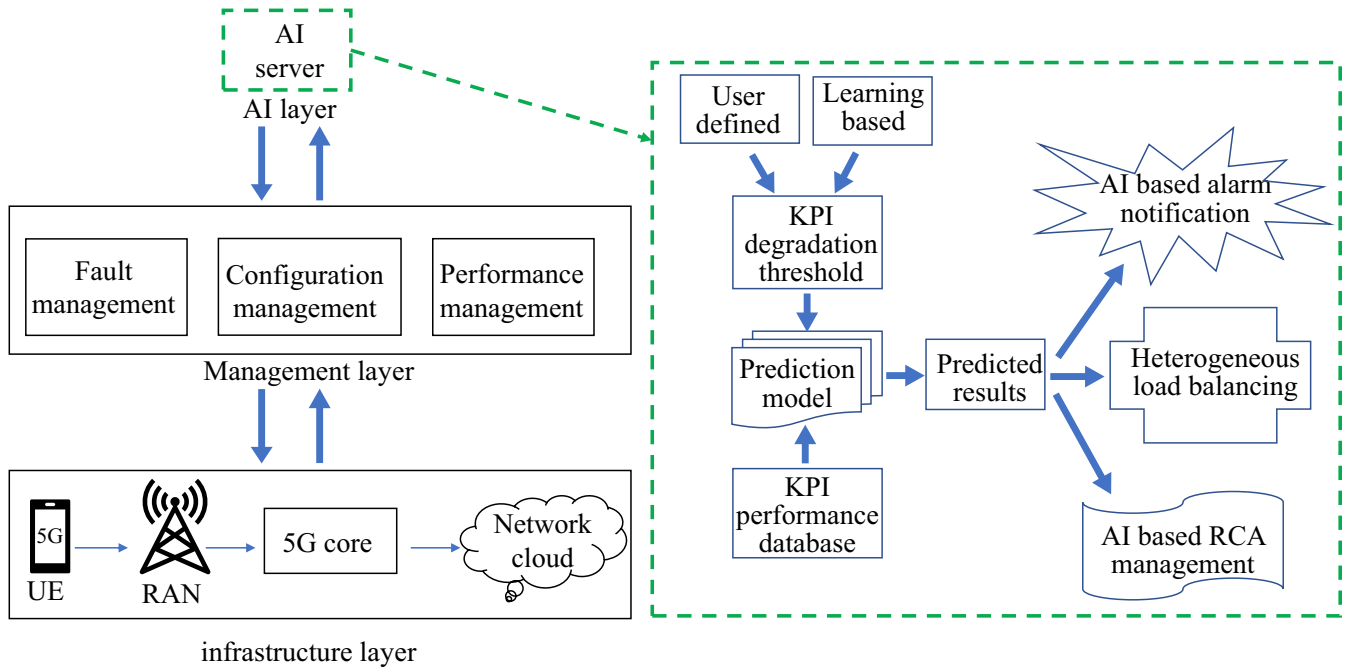 AI
server
AI layer
Fault
management
Configuration
management
Performance
management
Management layer
5G
UE
RAN
5G core
Network
cloud
infrastructure layer
User
defined
Learning
based
KPI
degradation
threshold
Prediction
model
KPI
performance
database
Predicted
results
AI based alarm
notification
Heterogeneous
load balancing
AI based RCA
management